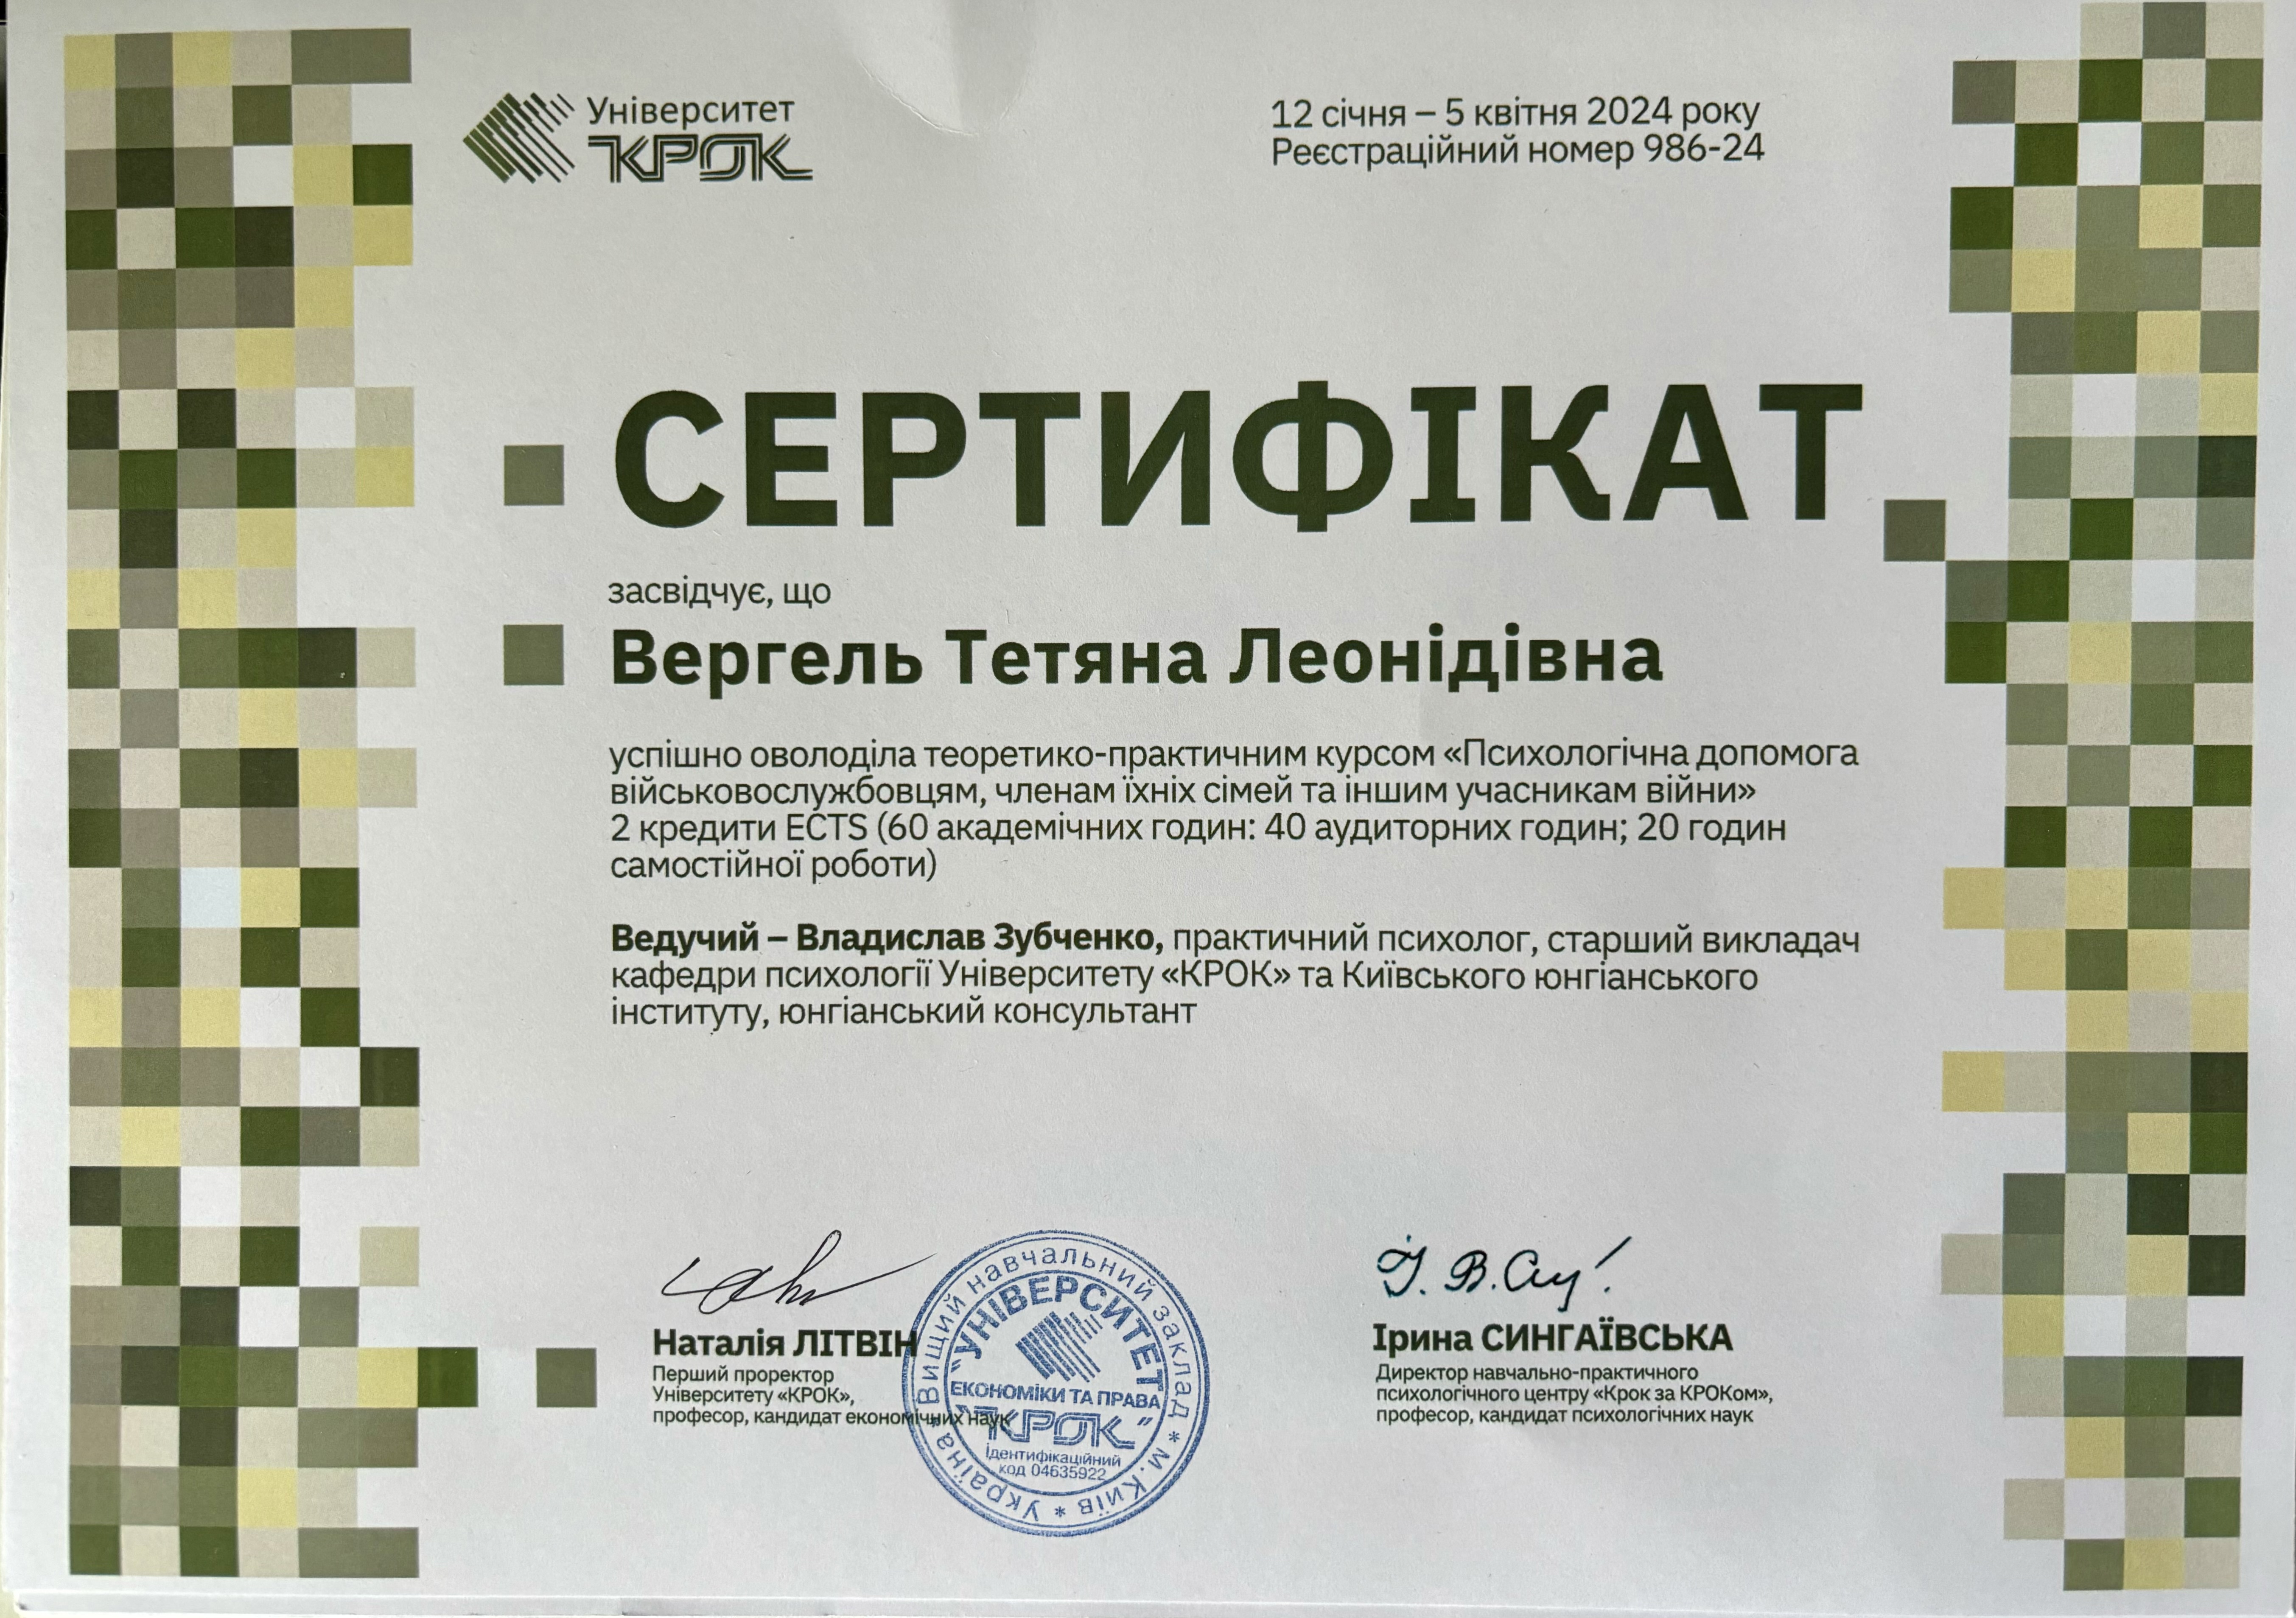 Університет
КРОК
12 січня – 5 квітня 2024 року
Реєстраційний номер 986-24
СЕРТИФІКАТ
засвідчує, що
Вергель Тетяна Леонідівна
успішно оволоділа теоретико-практичним курсом «Психологічна допомога
військовослужбовцям, членам їхніх сімей та іншим учасникам війни»
2 кредити ECTS (60 академічних годин: 40 аудиторних годин; 20 годин
самостійної роботи)
Ведучий – Владислав Зубченко, практичний психолог, старший викладач
кафедри психології Університету «КРОК» та Київського юнгіанського
інституту, юнгіанський консультант
Наталія ЛІТВІН
Перший проректор
Університету «КРОК»,
професор, кандидат економічних наук
Україна * Вищий навчальний заклад * м. Київ *
"УНІВЕРСИТЕТ
ЕКОНОМІКИ ТА ПРАВА
"КРОК"
Ідентифікаційний
код 04635922
Ірина СИНГАЇВСЬКА
Директор навчально-практичного
психологічного центру «Крок за КРОКом»,
професор, кандидат психологічних наук